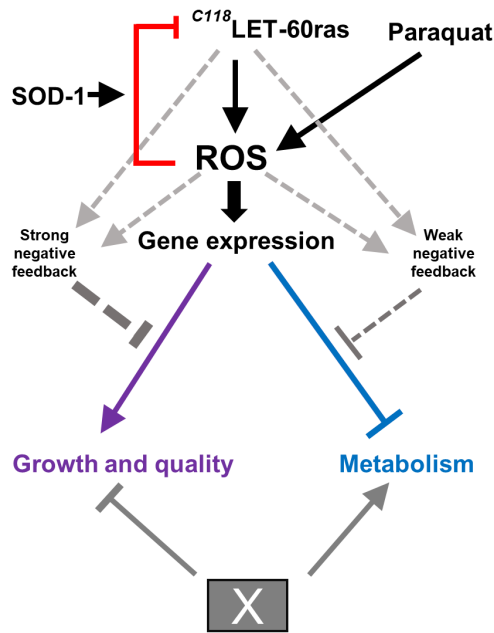 C118LET-60ras
Paraquat
SOD-1
ROS
Strong
negative
feedback
Gene expression
Weak
negative
feedback
Growth and quality
Metabolism
X